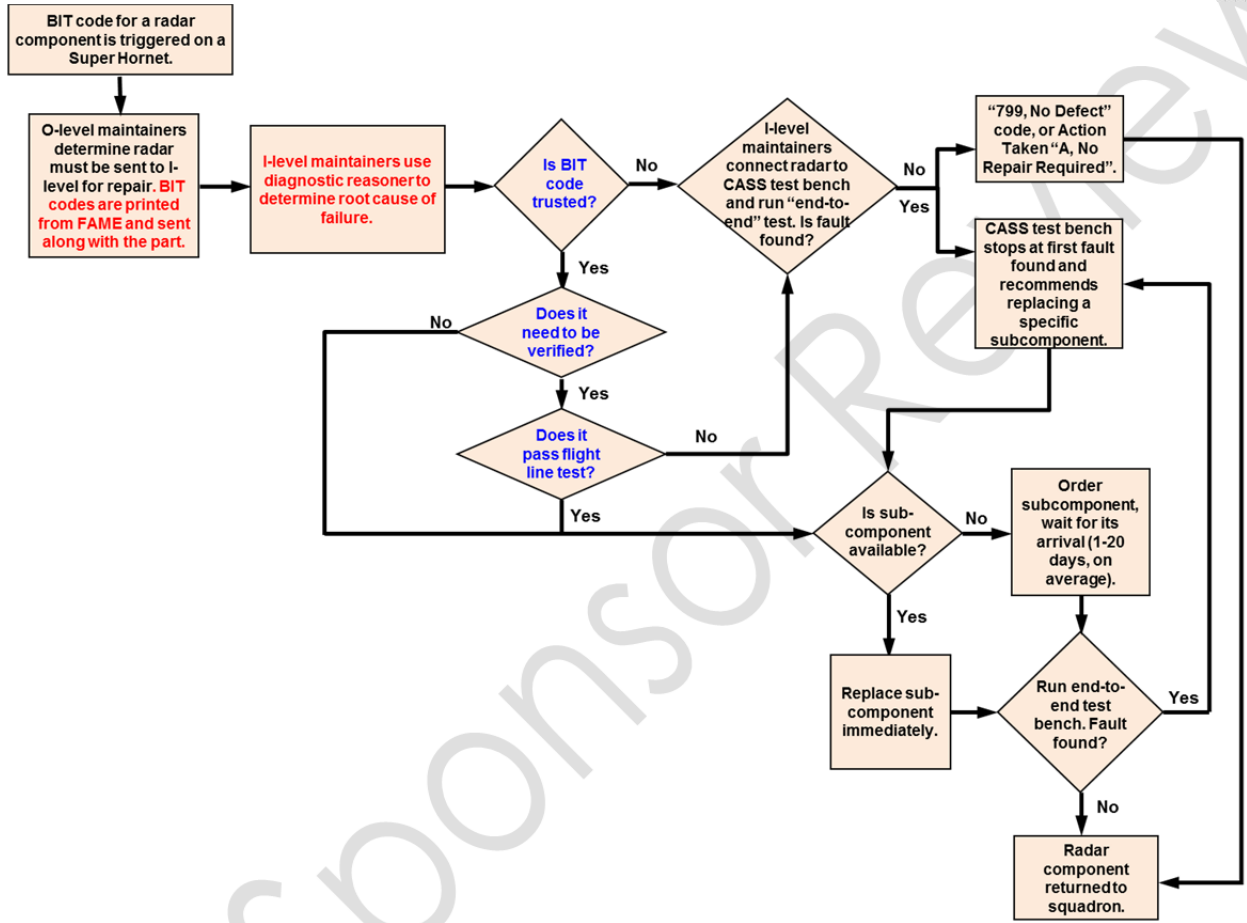 BIT code for a radar
component is triggered on a
Super Hornet.
O-level maintainers
determine radar
must be sent to I-
level for repair. BIT
codes are printed
from FAME and sent
along with the part.
I-level maintainers use
diagnostic reasoner to
determine root cause of
failure.
Is BIT
code
trusted?
No
Yes
I-level
maintainers
connect radar to
CASS test bench
and run “end-to-
end” test. Is fault
found?
No
Yes
“799, No Defect”
code, or Action
Taken “A, No
Repair Required”.
CASS test bench
stops at first fault
found and
recommends
replacing a
specific
subcomponent.
Does it
need to be
verified?
No
Yes
Does it
pass flight
line test?
No
Yes
Is sub-
component
available?
No
Yes
Order
subcomponent,
wait for its
arrival (1-20
days, on
average).
Replace sub-
component
immediately.
Run end-to-
end test
bench. Fault
found?
Yes
No
Radar
component
returned to
squadron.
Sponsor Review